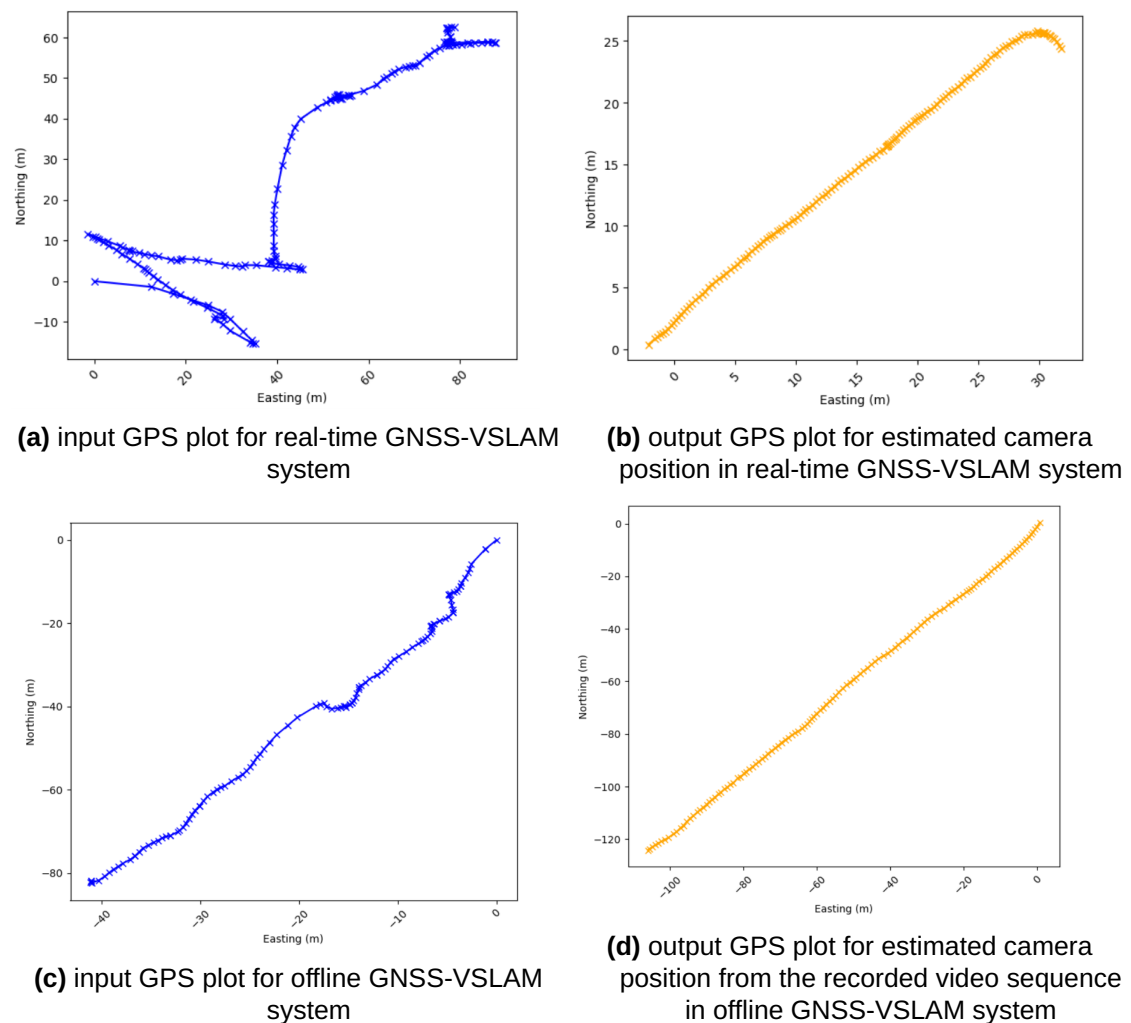 60
50
40
30
20
10
0
−10
Northing (m)
0
20
40
60
80
Easting (m)
(a) input GPS plot for real-time GNSS-VSLAM
system
25
20
15
10
5
0
Northing (m)
0
5
10
15
20
25
30
Easting (m)
(b) output GPS plot for estimated camera
position in real-time GNSS-VSLAM system
0
−20
−40
−60
−80
Northing (m)
−40
−30
−20
−10
0
Easting (m)
(c) input GPS plot for offline GNSS-VSLAM
system
0
−20
−40
−60
−80
−100
−120
Northing (m)
−100
−80
−60
−40
−20
0
Easting (m)
(d) output GPS plot for estimated camera
position from the recorded video sequence
in offline GNSS-VSLAM system